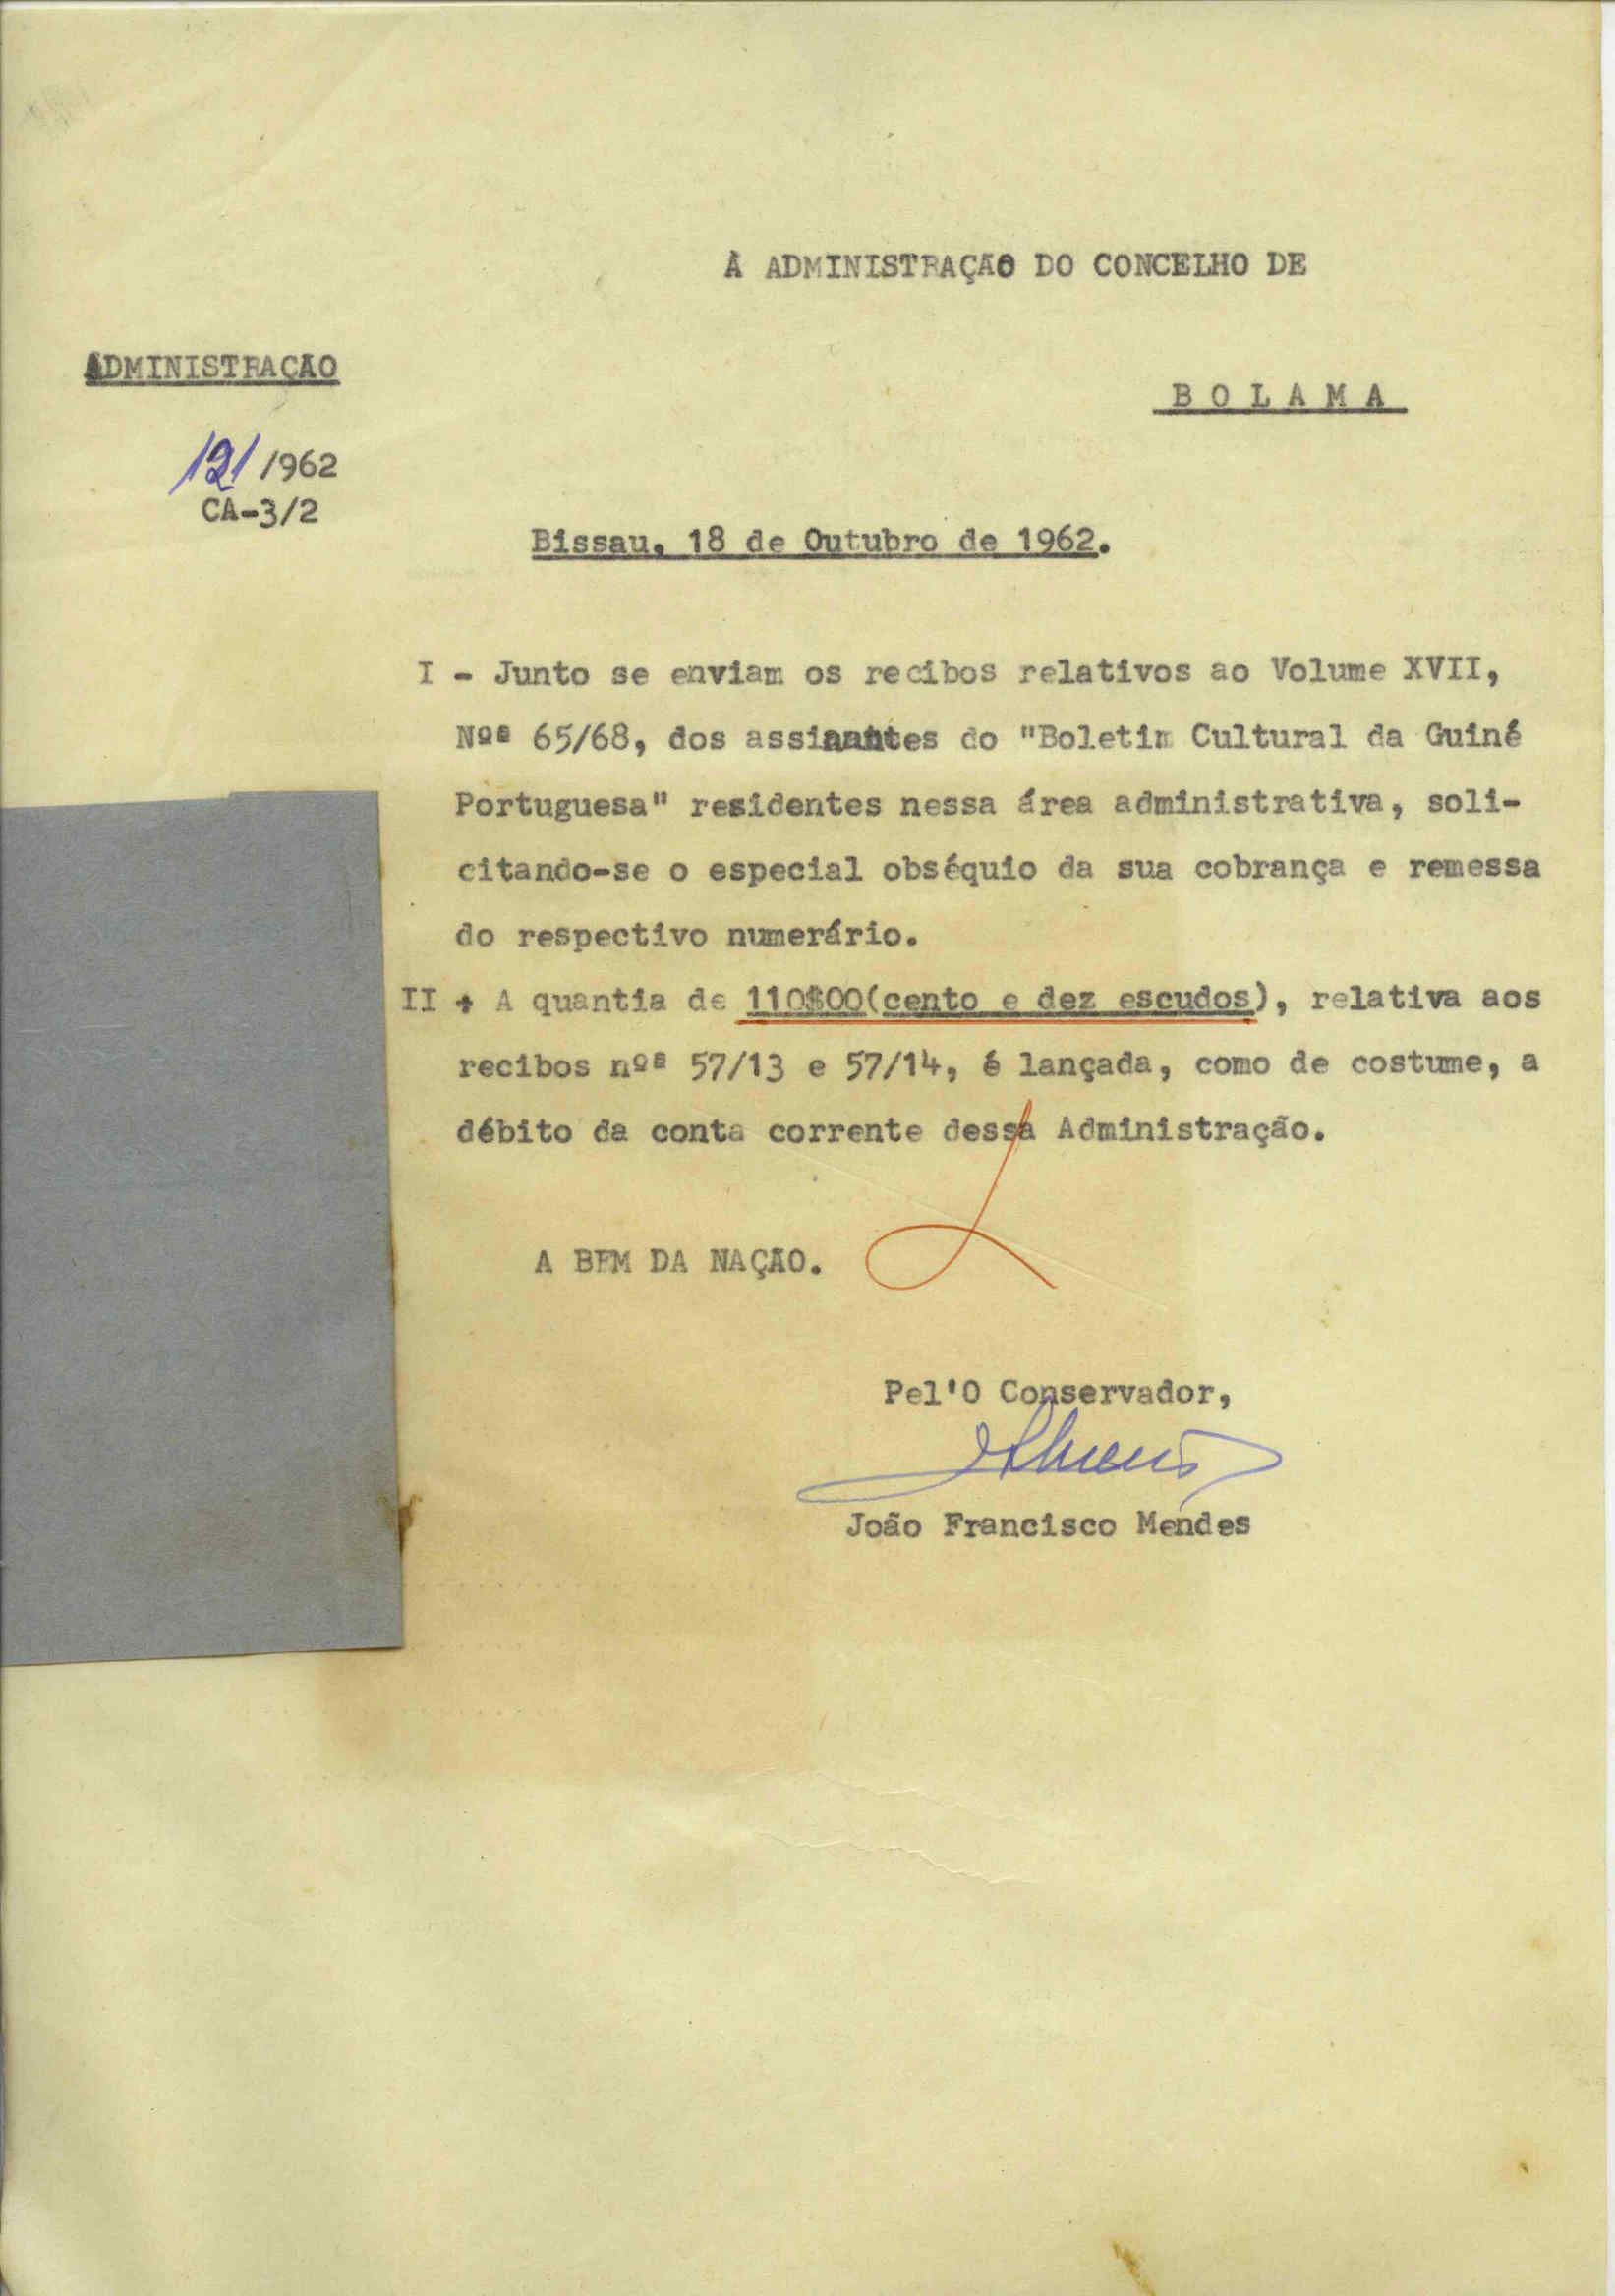 À ADMINISTRAÇÃO DO CONCELHO DE
ADMINISTRAÇÃO
B O L A M A
121/962
CA-3/2
Bissau, 18 de Outubro de 1962.
I - Junto se enviam os recibos relativos ao Volume XVII,
Nºs 65/68, dos assinantes do "Boletim Cultural da Guiné
Portuguesa" residentes nessa área administrativa, soli-
citando-se o especial obséquio da sua cobrança e remessa
do respectivo numerário.
II + A quantia de 110$00(cento e dez escudos), relativa aos
recibos nºs 57/13 e 57/14, é lançada, como de costume, a
débito da conta corrente dessa Administração.
A BEM DA NAÇÃO.
Pel'O Conservador,
João Francisco Mendes